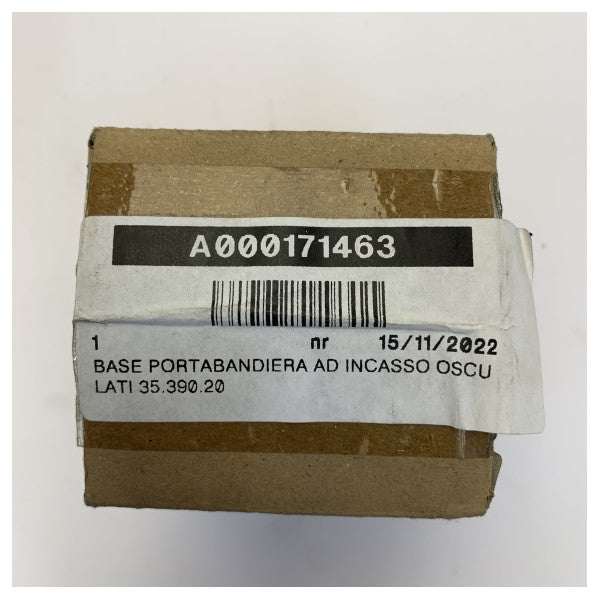 A000171463
1 nr 15/11/2022
BASE PORTABANDIERA AD INCASSO OSCU
LATI 35.390.20